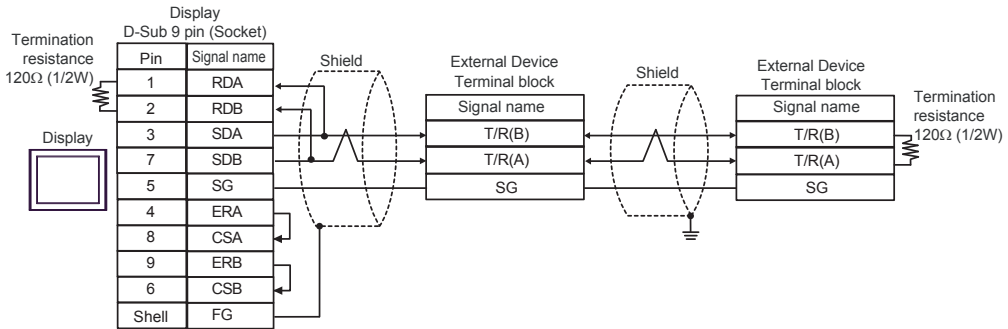 Display
D-Sub 9 pin (Socket)
Termination
resistance
120Ω (1/2W)
Pin Signal name
1 RDA
2 RDB
3 SDA
7 SDB
5 SG
4 ERA
8 CSA
9 ERB
6 CSB
Shell FG
Display
Shield
External Device
Terminal block
Signal name
T/R(B)
T/R(A)
SG
Shield
External Device
Terminal block
Signal name
T/R(B)
T/R(A)
SG
Termination
resistance
120Ω (1/2W)